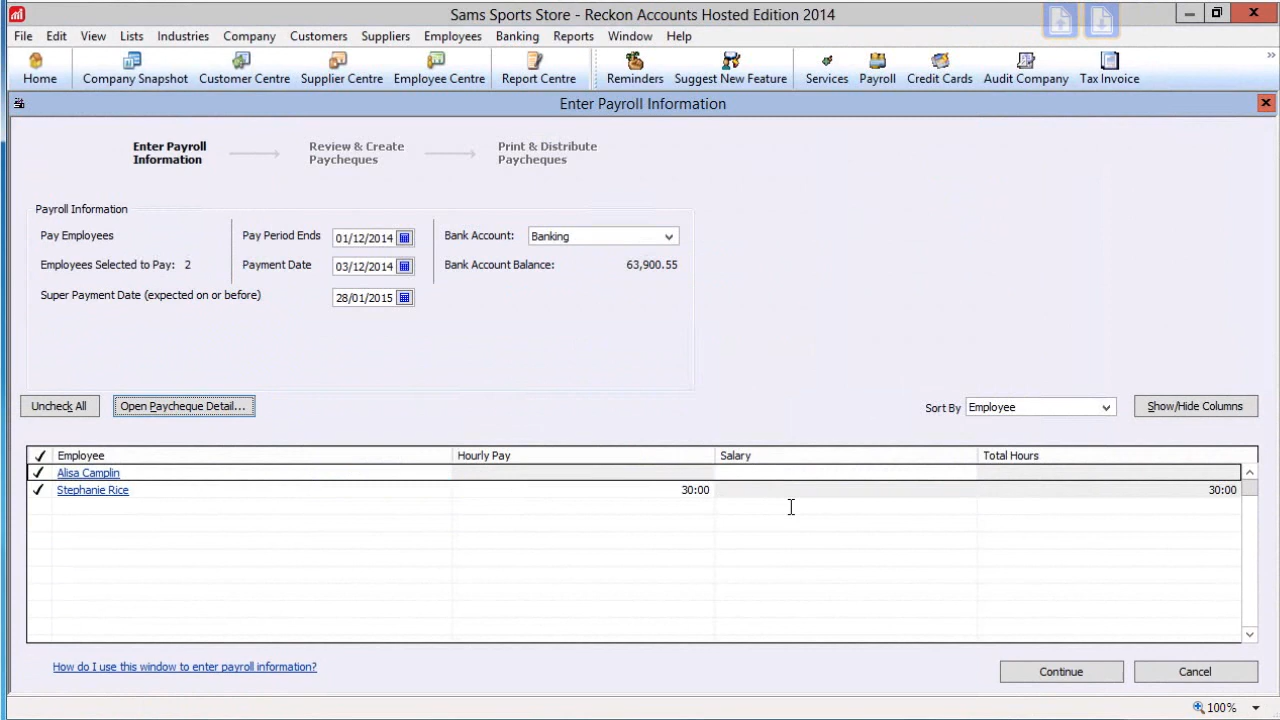 Sams Sports Store - Reckon Accounts Hosted Edition 2014
File Edit View Lists Industries Company Customers Suppliers Employees Banking Reports Window Help
Home Company Snapshot Customer Centre Supplier Centre Employee Centre Report Centre Reminders Suggest New Feature Services Payroll Credit Cards Audit Company Tax Invoice
Enter Payroll Information
Enter Payroll Information
Review & Create Paycheques
Print & Distribute Paycheques
Payroll Information
Pay Employees Pay Period Ends 01/12/2014 Bank Account: Banking
Employees Selected to Pay: 2 Payment Date 03/12/2014 Bank Account Balance: 63,900.55
Super Payment Date (expected on or before) 28/01/2015
Uncheck All Open Paycheque Detail... Sort By Employee Show/Hide Columns
Employee Hourly Pay Salary Total Hours
Alisa Camplin
Stephanie Rice 30:00 30:00
How do I use this window to enter payroll information? Continue Cancel
100%